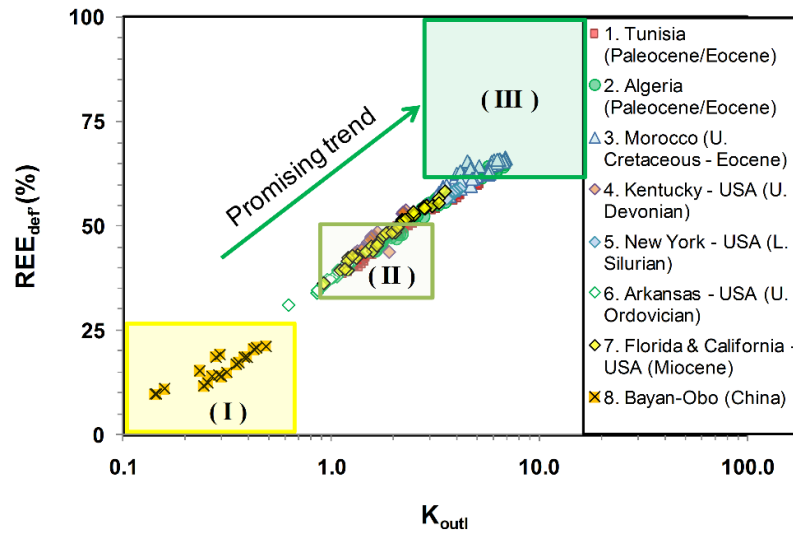 100
75
50
25
0
REE_def' (%)
Promising trend
( III )
( II )
( I )
0.1
1.0
10.0
100.0
K_outl
1. Tunisia
(Paleocene/Eocene)
2. Algeria
(Paleocene/Eocene)
3. Morocco (U.
Cretaceous - Eocene)
4. Kentucky - USA (U.
Devonian)
5. New York - USA (L.
Silurian)
6. Arkansas - USA (U.
Ordovician)
7. Florida & California -
USA (Miocene)
8. Bayan-Obo (China)